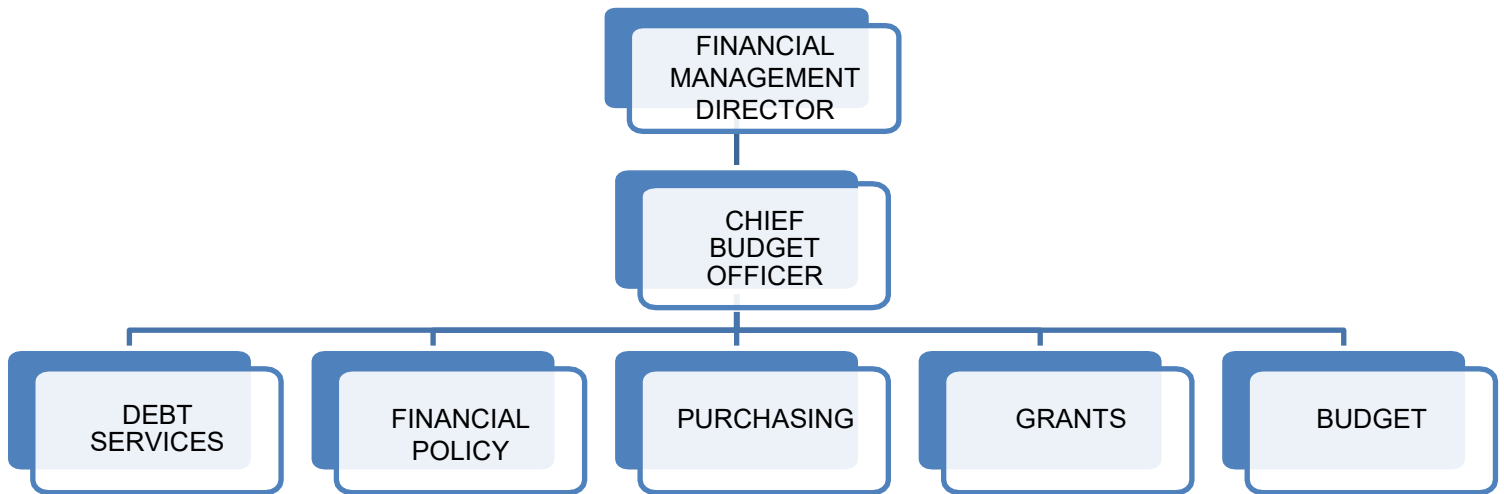 FINANCIAL
MANAGEMENT
DIRECTOR
CHIEF
BUDGET
OFFICER
DEBT
SERVICES
FINANCIAL
POLICY
PURCHASING
GRANTS
BUDGET